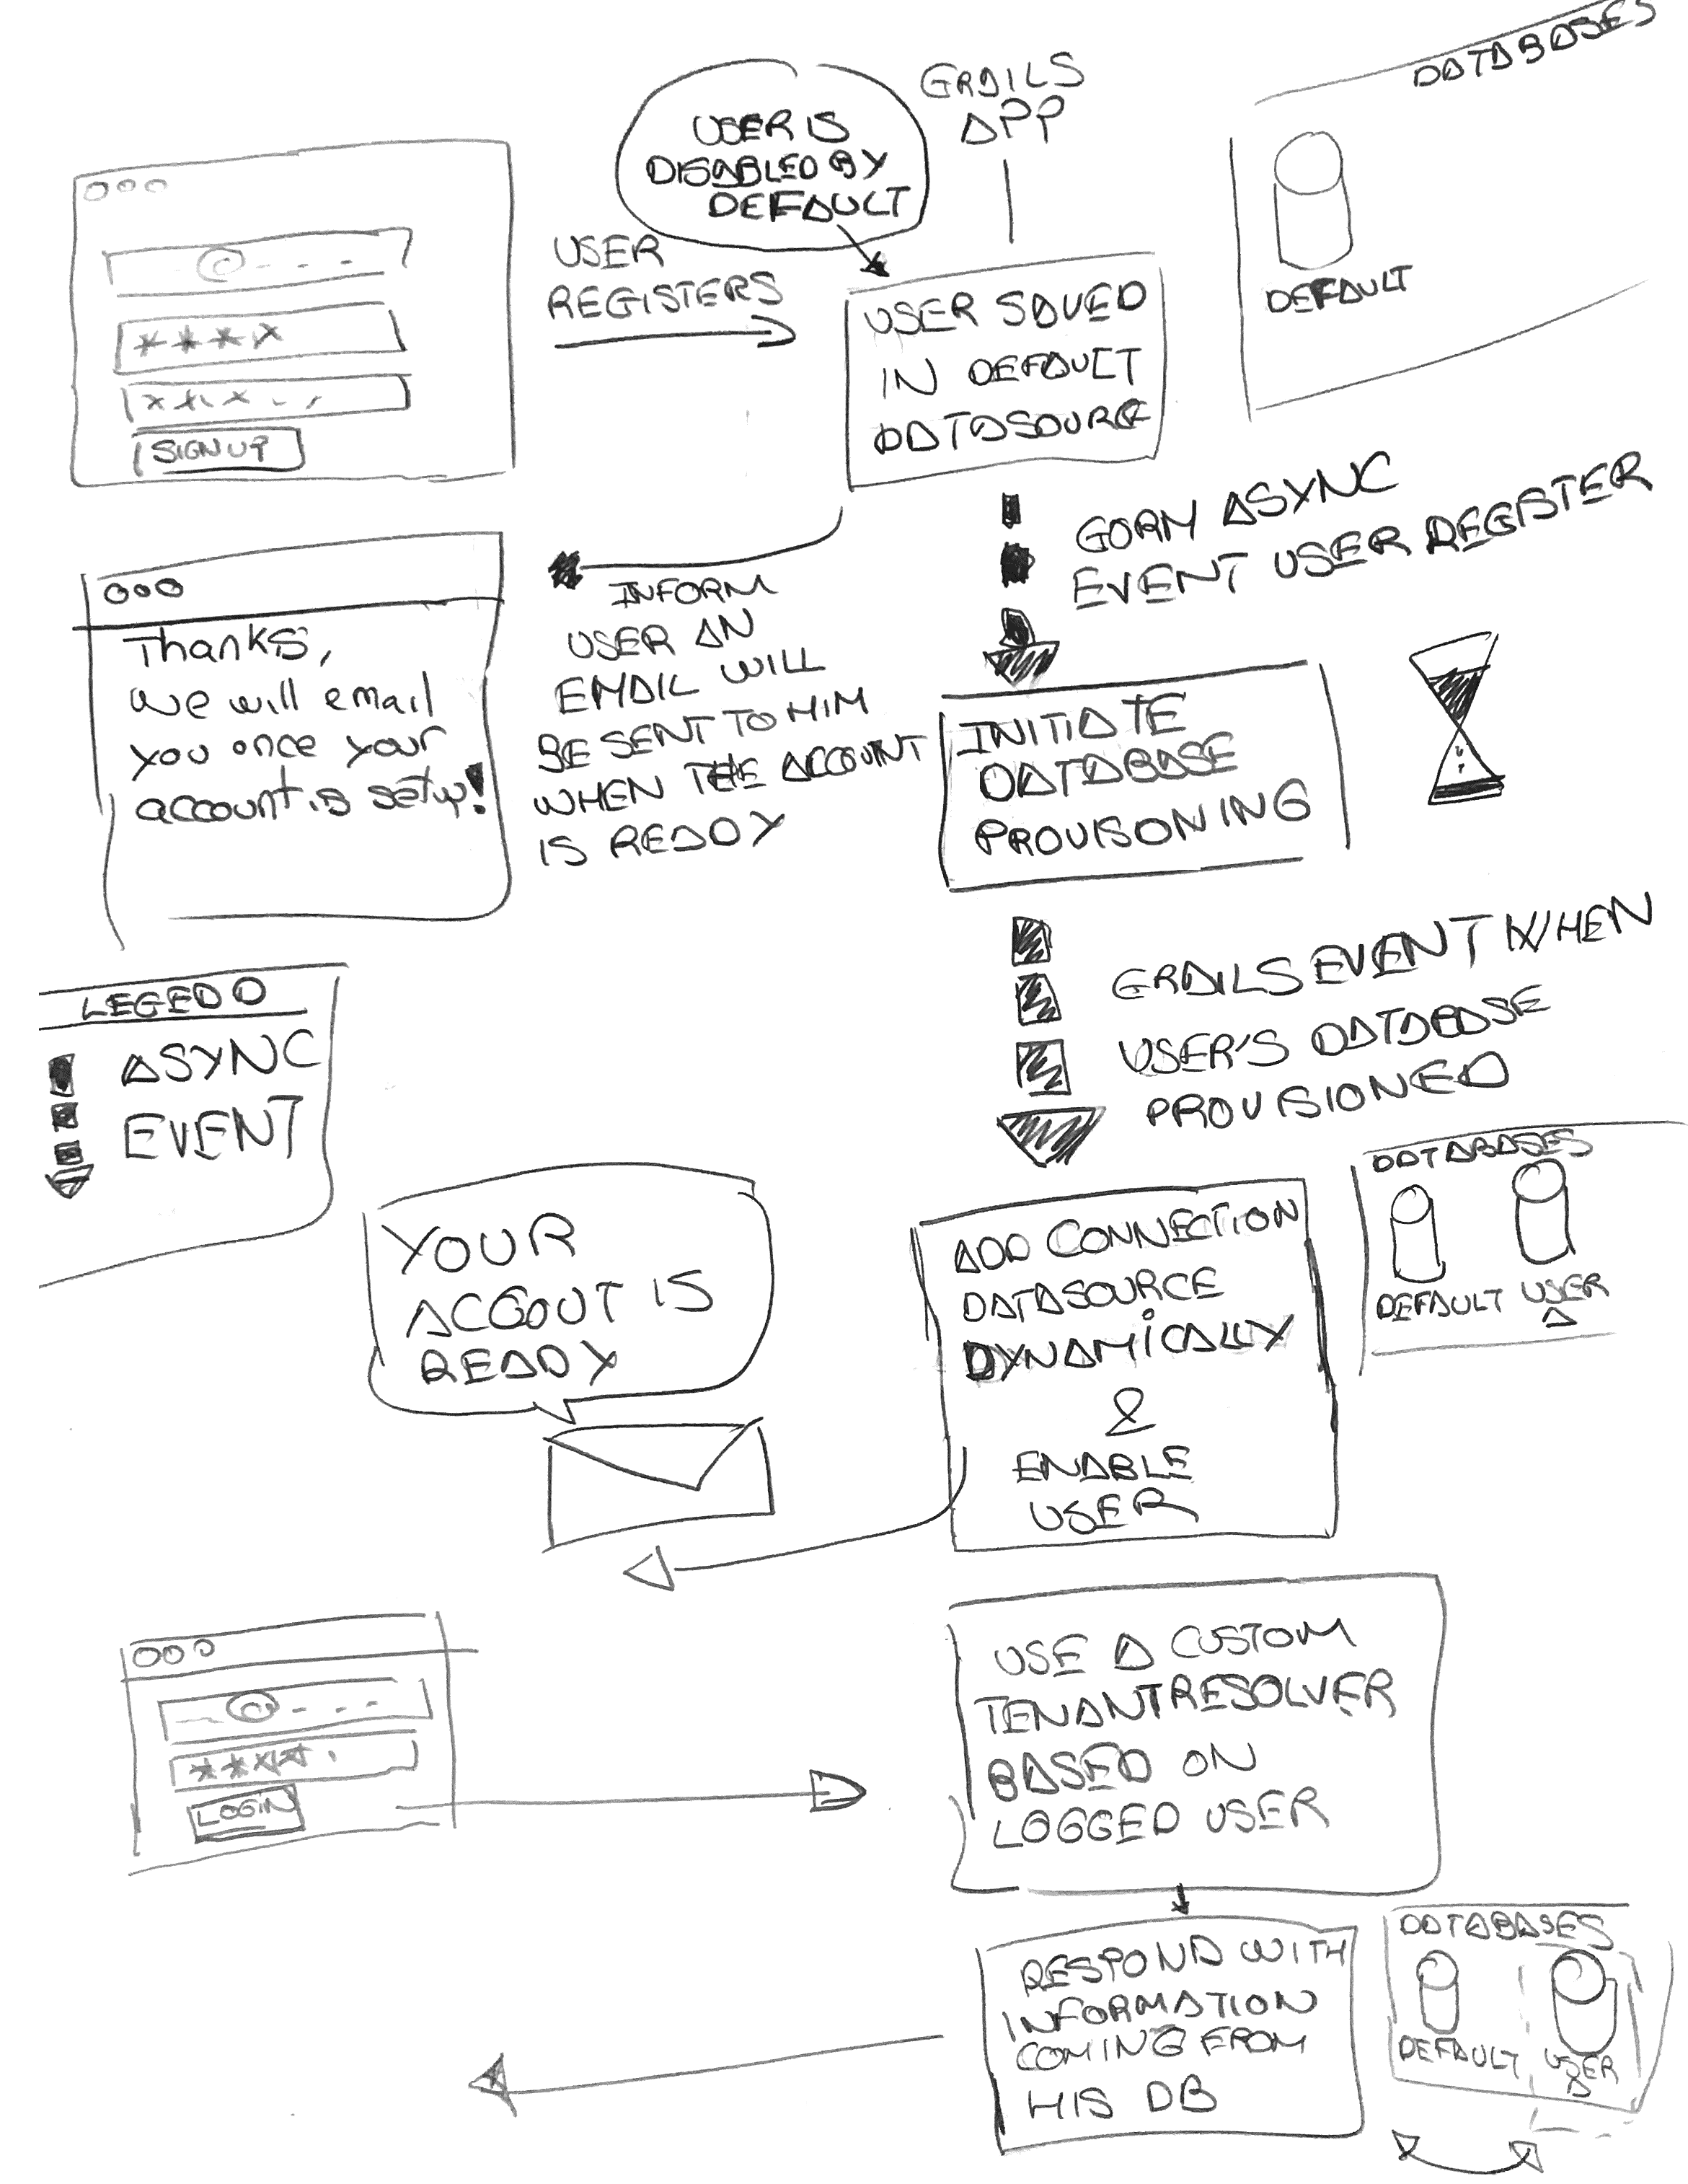 DATABASES
GRAILS
APP
USER IS
DISABLED BY
DEFAULT
DEFAULT
USER
REGISTERS
****
SIGN UP
USER SAVED
IN DEFAULT
DATASOURCE
GORM ASYNC
EVENT USER REGISTER
Thanks,
we will email
you once your
account is setup!
INFORM
USER AN
EMAIL WILL
BE SENT TO HIM
WHEN THE ACCOUNT
IS READY
INITIATE
DATABASE
PROVISONING
GRAILS EVENT WHEN
USER'S DATABASE
PROVISIONED
LEGEDD
ASYNC
EVENT
YOUR
ACCOUT IS
READY
ADD CONNECTION
DATASOURCE
DYNAMICALLY
&
ENABLE
USER
DATABASES
DEFAULT USER
A
LOGIN
USE A CUSTOM
TENANTRESOLVER
BASED ON
LOGGED USER
RESPOND WITH
INFORMATION
COMING FROM
HIS DB
DATABASES
DEFAULT USER
A